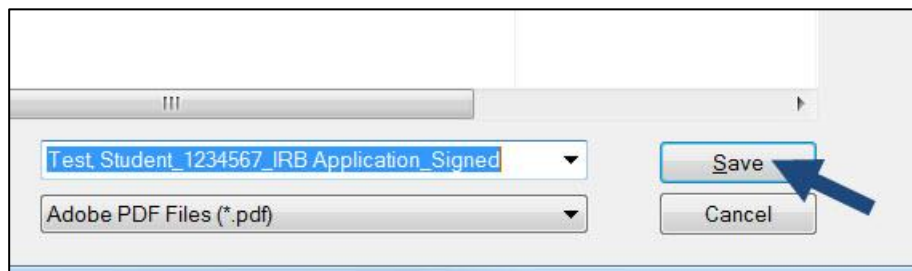 Test, Student_1234567_IRB Application_Signed
Save
Adobe PDF Files (*.pdf)
Cancel